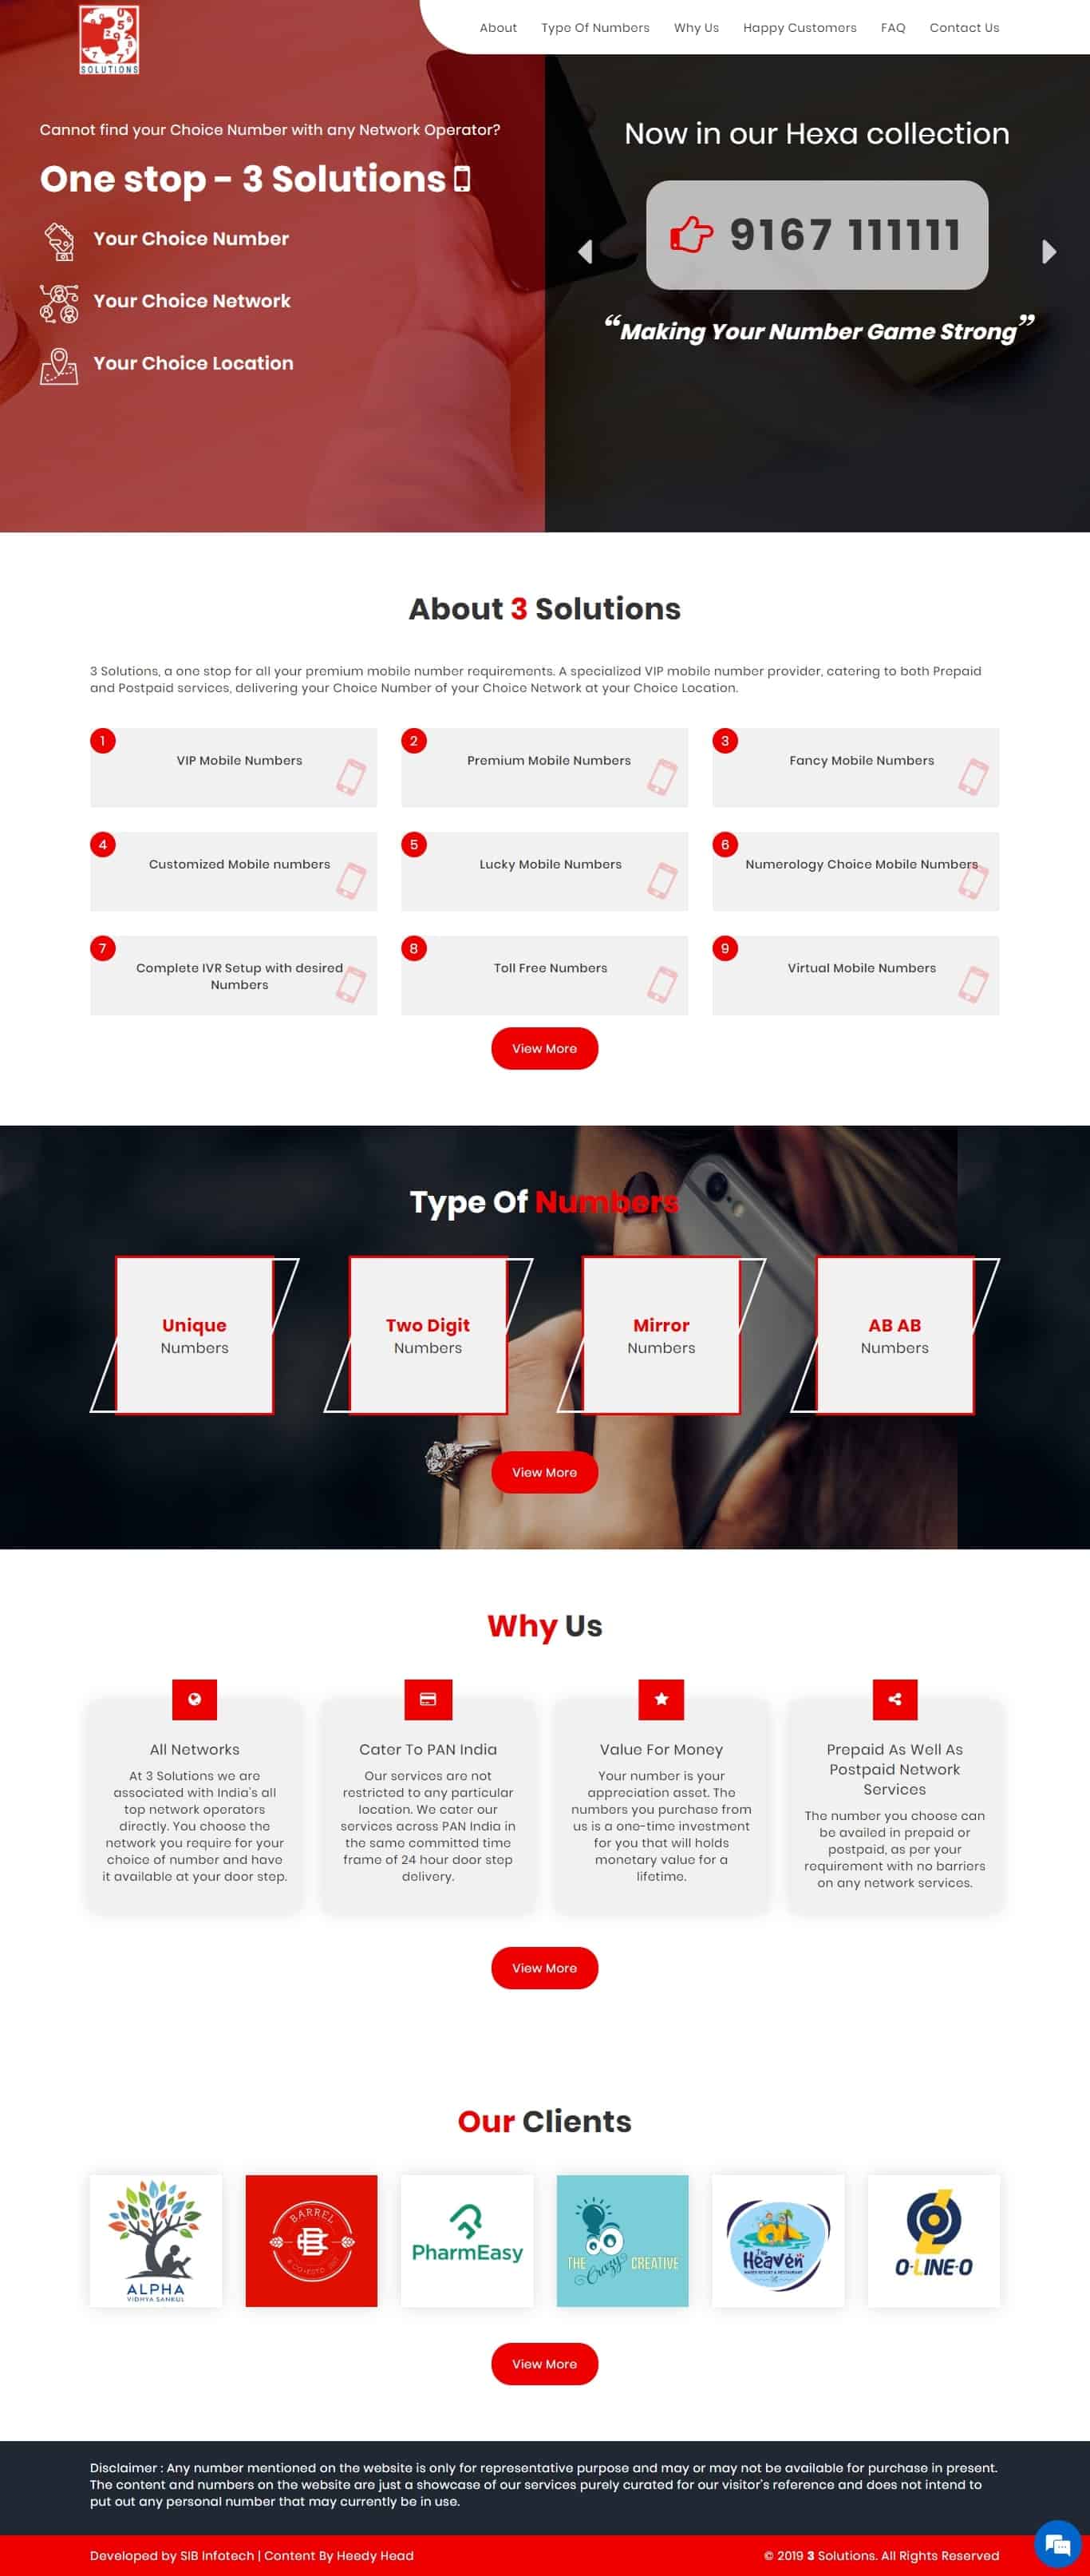 SOLUTIONS
About Type Of Numbers Why Us Happy Customers FAQ Contact Us
Cannot find your Choice Number with any Network Operator?
One stop - 3 Solutions
Your Choice Number
Your Choice Network
Your Choice Location
Now in our Hexa collection
9167 111111
“Making Your Number Game Strong”
About 3 Solutions
3 Solutions, a one stop for all your premium mobile number requirements. A specialized VIP mobile number provider, catering to both Prepaid
and Postpaid services, delivering your Choice Number of your Choice Network at your Choice Location.
1
VIP Mobile Numbers
2
Premium Mobile Numbers
3
Fancy Mobile Numbers
4
Customized Mobile numbers
5
Lucky Mobile Numbers
6
Numerology Choice Mobile Numbers
7
Complete IVR Setup with desired
Numbers
8
Toll Free Numbers
9
Virtual Mobile Numbers
View More
Type Of Numbers
Unique
Numbers
Two Digit
Numbers
Mirror
Numbers
AB AB
Numbers
View More
Why Us
All Networks
At 3 Solutions we are
associated with India's all
top network operators
directly. You choose the
network you require for your
choice of number and have
it available at your door step.
Cater To PAN India
Our services are not
restricted to any particular
location. We cater our
services across PAN India in
the same committed time
frame of 24 hour door step
delivery.
Value For Money
Your number is your
appreciation asset. The
numbers you purchase from
us is a one-time investment
for you that will holds
monetary value for a
lifetime.
Prepaid As Well As
Postpaid Network
Services
The number you choose can
be availed in prepaid or
postpaid, as per your
requirement with no barriers
on any network services.
View More
Our Clients
ALPHA
VIDHYA SANKUL
BARREL
PharmEasy
THE Crazy CREATIVE
The
Heaven
O-LINE-O
View More
Disclaimer : Any number mentioned on the website is only for representative purpose and may or may not be available for purchase in present.
The content and numbers on the website are just a showcase of our services purely curated for our visitor's reference and does not intend to
put out any personal number that may currently be in use.
Developed by SIB Infotech | Content By Heedy Head
© 2019 3 Solutions. All Rights Reserved